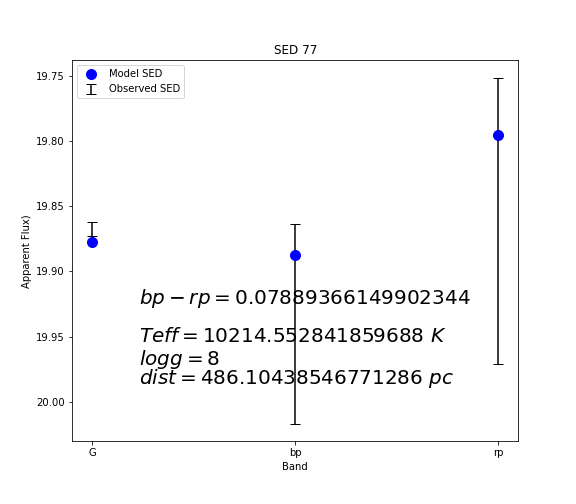 SED 77
Model SED
Observed SED
19.75
19.80
19.85
19.90
19.95
20.00
Apparent Flux)
bp − rp = 0.07889366149902344
Teff = 10214.552841859688 K
logg = 8
dist = 486.10438546771286 pc
G
bp
rp
Band